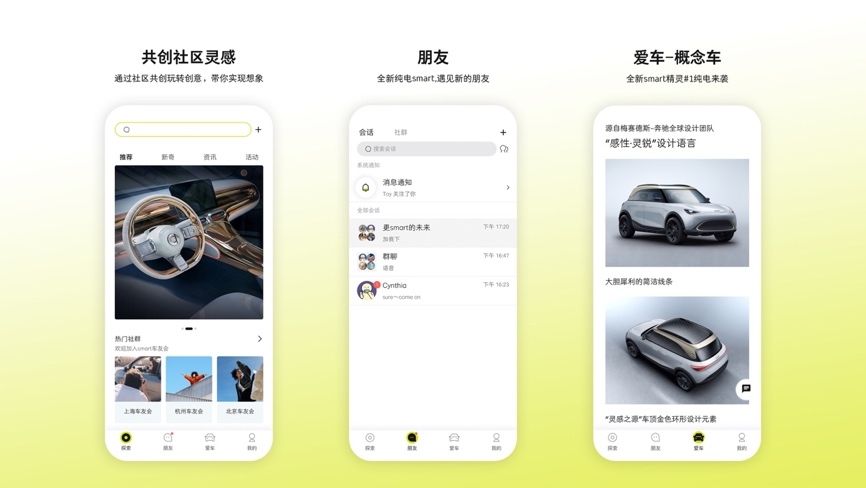 共创社区灵感
通过社区共创玩转创意，带你实现想象
推荐
新奇
资讯
活动
热门社群
欢迎加入smart车友会
上海车友会
杭州车友会
北京车友会
探索
朋友
爱车
我的
朋友
全新纯电smart,遇见新的朋友
会话
社群
搜索会话
系统通知
消息通知
Toy 关注了你
全部会话
更smart的未来
下午 17:20
加我下
群聊
下午 16:47
语音
Cynthia
下午 16:23
sure～come on
探索
朋友
爱车
我的
爱车-概念车
全新smart精灵#1纯电来袭
源自梅赛德斯-奔驰全球设计团队
“感性·灵锐”设计语言
大胆犀利的简洁线条
“灵感之源”车顶金色环形设计元素
探索
朋友
爱车
我的